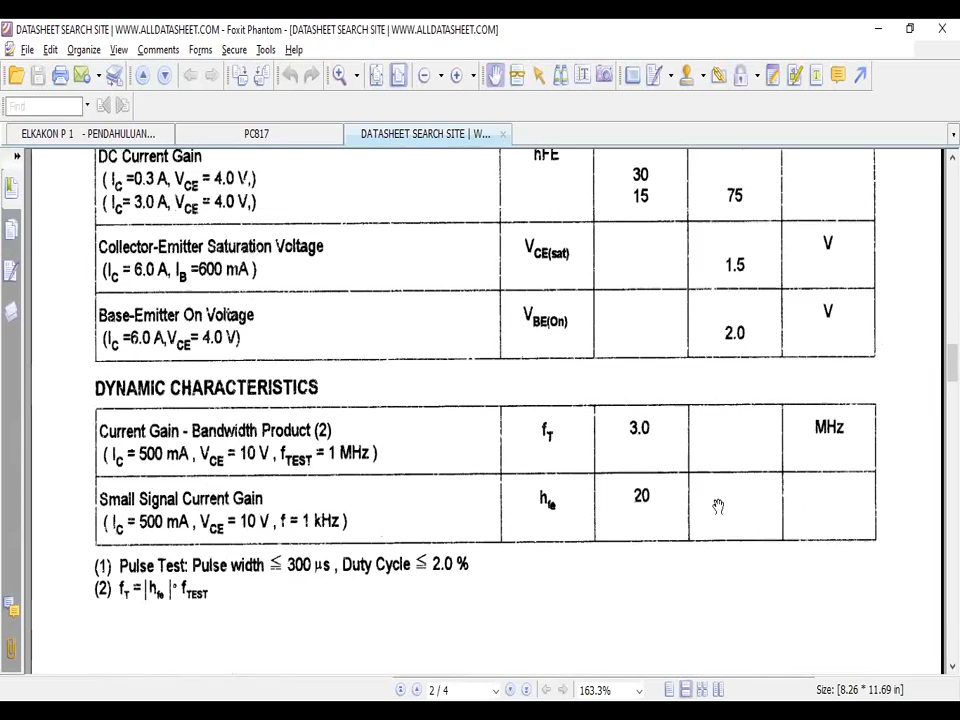 DATASHEET SEARCH SITE | WWW.ALLDATASHEET.COM - Foxit Phantom - [DATASHEET SEARCH SITE | WWW.ALLDATASHEET.COM]
File Edit Organize View Comments Forms Secure Tools Help
Find
ELKAKON P 1 - PENDAHULUAN... PC817 DATASHEET SEARCH SITE | W... ×
DC Current Gain hFE
( IC =0.3 A, VCE = 4.0 V,) 30
( IC= 3.0 A, VCE = 4.0 V,) 15 75
Collector-Emitter Saturation Voltage VCE(sat) V
( IC = 6.0 A, IB =600 mA ) 1.5
Base-Emitter On Voltage VBE(On) V
( IC =6.0 A,VCE= 4.0 V) 2.0
DYNAMIC CHARACTERISTICS
Current Gain - Bandwidth Product (2) fT 3.0 MHz
( IC = 500 mA , VCE = 10 V , fTEST = 1 MHz )
Small Signal Current Gain hfe 20
( IC = 500 mA , VCE = 10 V , f = 1 kHz )
(1) Pulse Test: Pulse width ≦ 300 μs , Duty Cycle ≦ 2.0 %
(2) fT = | hfe | ∘ fTEST
2 / 4 163.3% Size: [8.26 * 11.69 in]